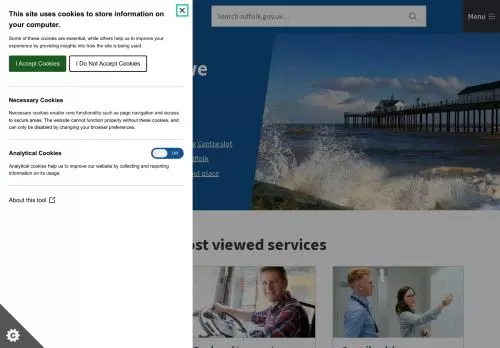 This site uses cookies to store information on
your computer.
Some of these cookies are essential, while others help us to improve your
experience by providing insights into how the site is being used.
I Accept Cookies
I Do Not Accept Cookies
Necessary Cookies
Necessary cookies enable core functionality such as page navigation and access
to secure areas. The website cannot function properly without these cookies, and
can only be disabled by changing your browser preferences.
Analytical Cookies
Off
Analytical cookies help us to improve our website by collecting and reporting
information on its usage.
About this tool
Search suffolk.gov.uk...
Menu
Centre slot
place
viewed services